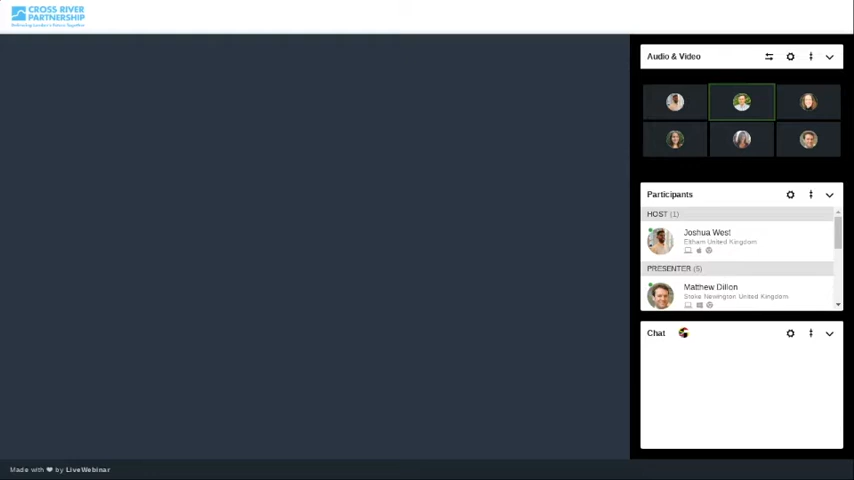 CROSS RIVER
PARTNERSHIP
Audio & Video
Participants
HOST (1)
Joshua West
Eltham United Kingdom
PRESENTER (5)
Matthew Dillon
Stoke Newington United Kingdom
Chat
Made with ❤ by LiveWebinar